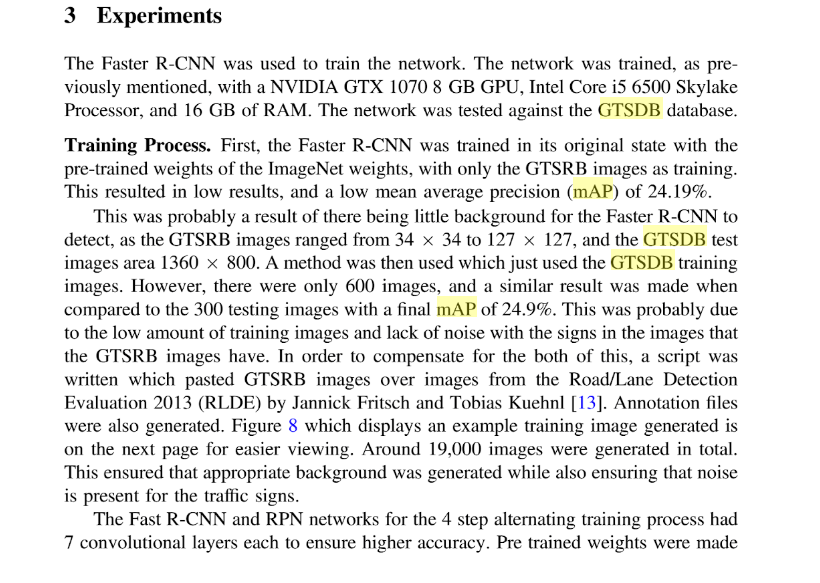 3 Experiments
The Faster R-CNN was used to train the network. The network was trained, as pre-
viously mentioned, with a NVIDIA GTX 1070 8 GB GPU, Intel Core i5 6500 Skylake
Processor, and 16 GB of RAM. The network was tested against the GTSDB database.
Training Process. First, the Faster R-CNN was trained in its original state with the
pre-trained weights of the ImageNet weights, with only the GTSRB images as training.
This resulted in low results, and a low mean average precision (mAP) of 24.19%.
This was probably a result of there being little background for the Faster R-CNN to
detect, as the GTSRB images ranged from 34 × 34 to 127 × 127, and the GTSDB test
images area 1360 × 800. A method was then used which just used the GTSDB training
images. However, there were only 600 images, and a similar result was made when
compared to the 300 testing images with a final mAP of 24.9%. This was probably due
to the low amount of training images and lack of noise with the signs in the images that
the GTSRB images have. In order to compensate for the both of this, a script was
written which pasted GTSRB images over images from the Road/Lane Detection
Evaluation 2013 (RLDE) by Jannick Fritsch and Tobias Kuehnl [13]. Annotation files
were also generated. Figure 8 which displays an example training image generated is
on the next page for easier viewing. Around 19,000 images were generated in total.
This ensured that appropriate background was generated while also ensuring that noise
is present for the traffic signs.
The Fast R-CNN and RPN networks for the 4 step alternating training process had
7 convolutional layers each to ensure higher accuracy. Pre trained weights were made